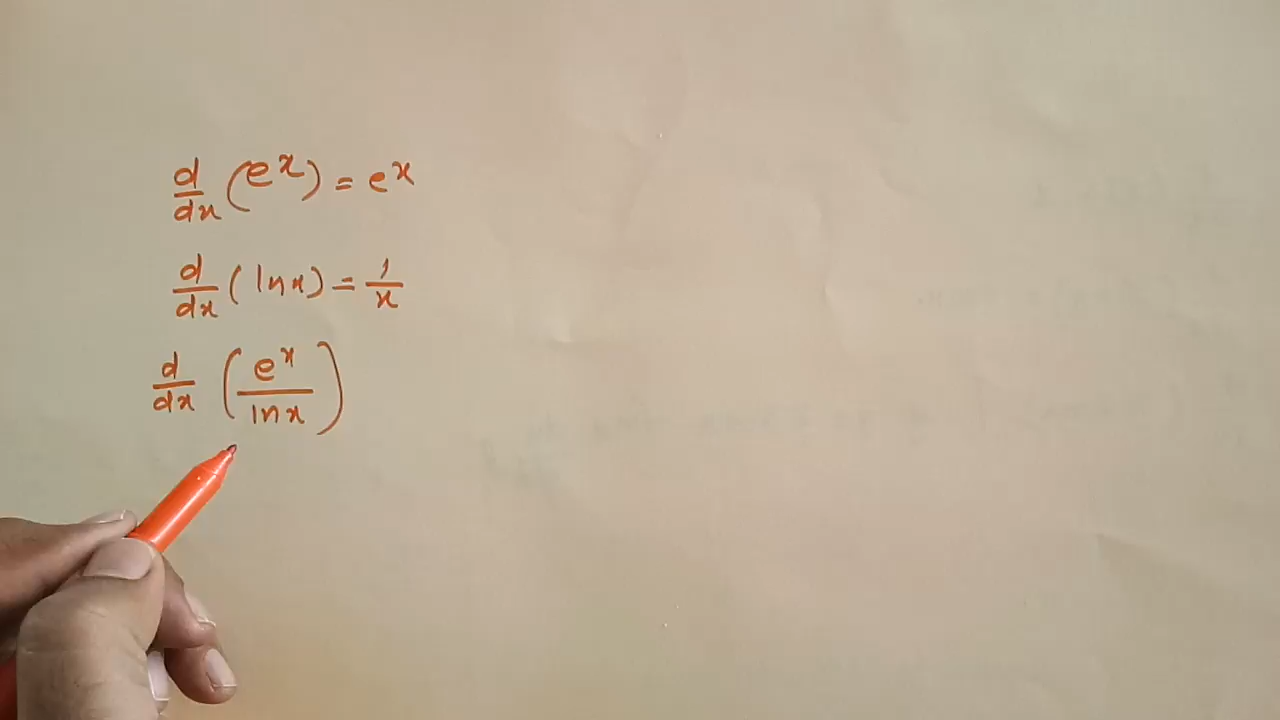 d/dx (e^x) = e^x
d/dx (ln x) = 1/x
d/dx (e^x/ln x)